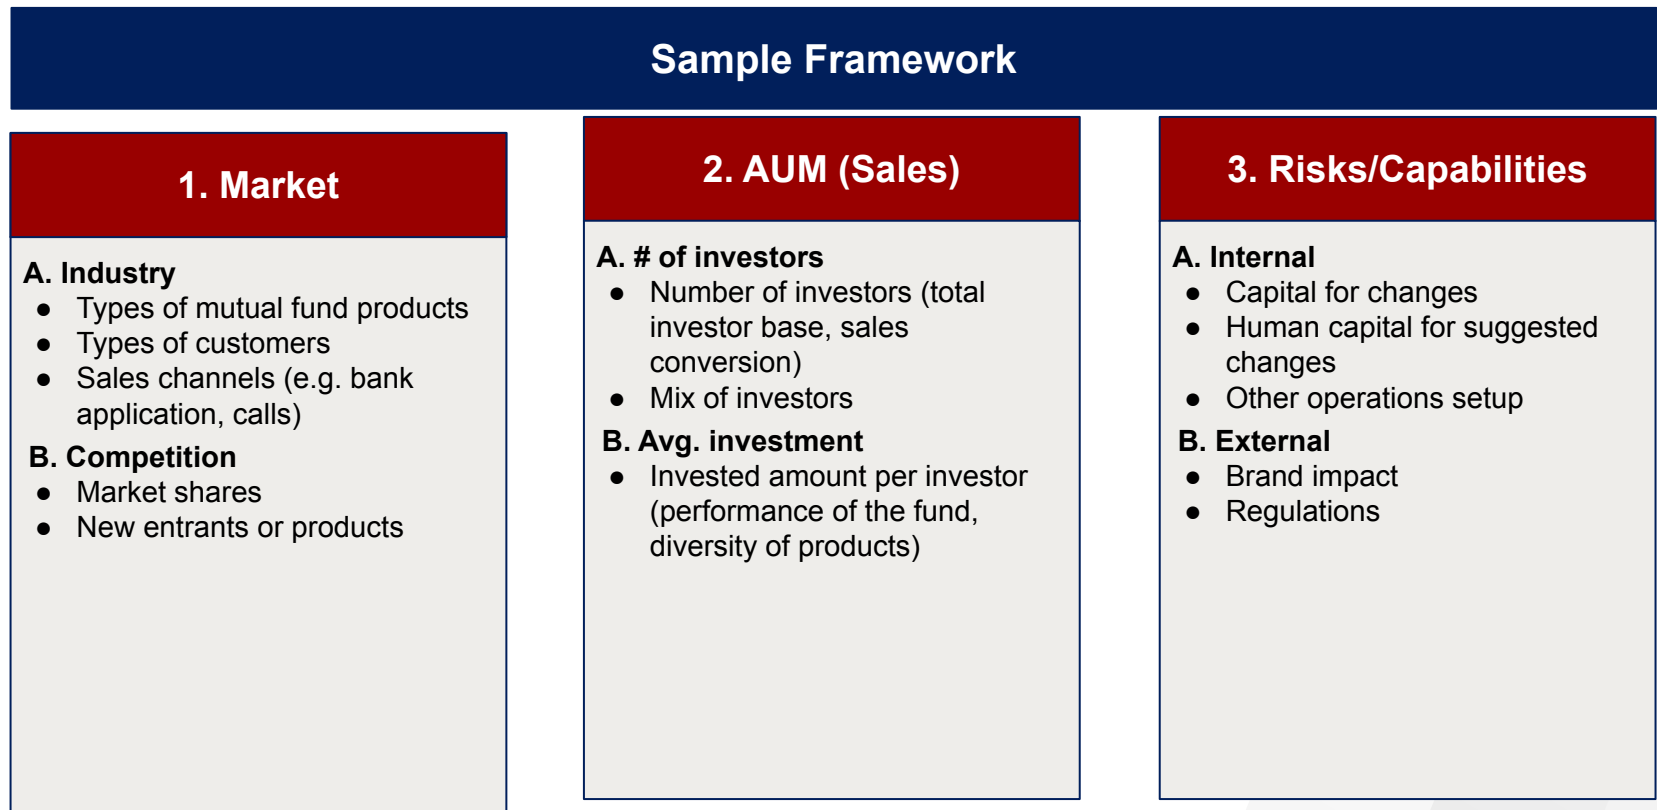 Sample Framework
1. Market
A. Industry
● Types of mutual fund products
● Types of customers
● Sales channels (e.g. bank
application, calls)
B. Competition
● Market shares
● New entrants or products
2. AUM (Sales)
A. # of investors
● Number of investors (total
investor base, sales
conversion)
● Mix of investors
B. Avg. investment
● Invested amount per investor
(performance of the fund,
diversity of products)
3. Risks/Capabilities
A. Internal
● Capital for changes
● Human capital for suggested
changes
● Other operations setup
B. External
● Brand impact
● Regulations